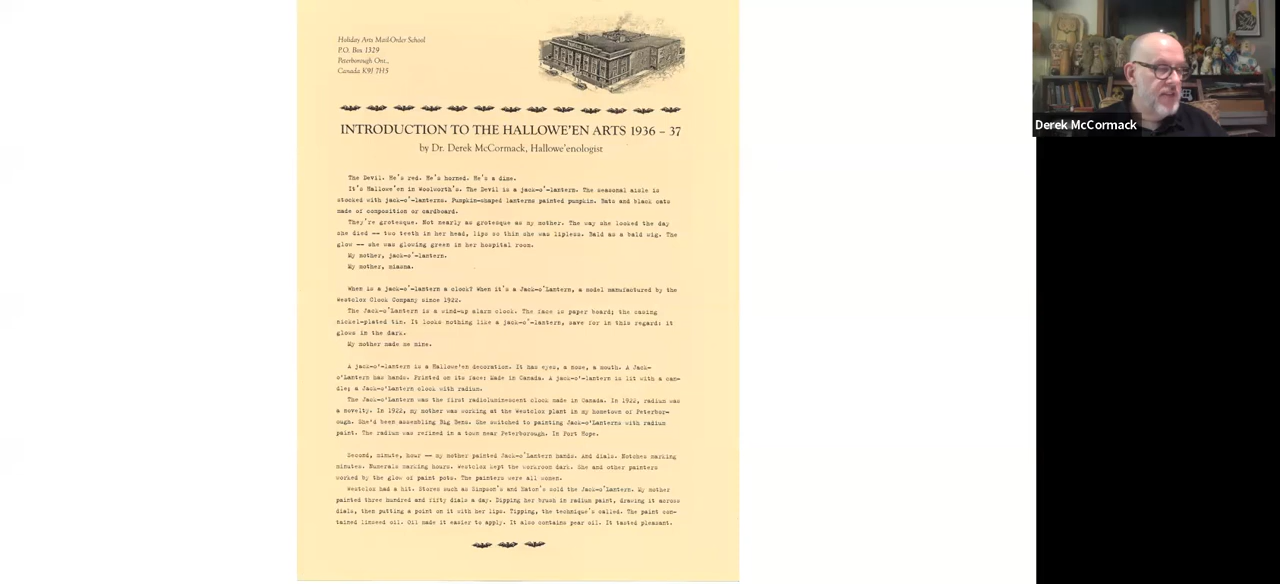 Holiday Arts Mail-Order School
P.O. Box 1329
Peterborough Ont.,
Canada K9J 7H5
INTRODUCTION TO THE HALLOWE'EN ARTS 1936 – 37
by Dr. Derek McCormack, Hallowe'enologist
The Devil. He's red. He's horned. He's a dime.
It's Hallowe'en in Woolworth's. The Devil is a jack-o'-lantern. The seasonal aisle is
stocked with jack-o'-lanterns. Pumpkin-shaped lanterns painted pumpkin. Bats and black cats
made of composition or cardboard.
They're grotesque. Not nearly as grotesque as my mother. The way she looked the day
she died -- two teeth in her head, lips so thin she was lipless. Bald as a bald wig. The
glow -- she was glowing green in her hospital room.
My mother, jack-o'-lantern.
My mother, miasma.
When is a jack-o'-lantern a clock? When it's a Jack-o'Lantern, a model manufactured by the
Westclox Clock Company since 1922.
The Jack-o'Lantern is a wind-up alarm clock. The face is paper board; the casing
nickel-plated tin. It looks nothing like a jack-o'-lantern, save for in this regard: it
glows in the dark.
My mother made me mine.
A jack-o'-lantern is a Hallowe'en decoration. It has eyes, a nose, a mouth. A Jack-
o'Lantern has hands. Printed on its face: Made in Canada. A jack-o'-lantern is lit with a can-
dle; a Jack-o'Lantern clock with radium.
The Jack-o'Lantern was the first radioluminescent clock made in Canada. In 1922, radium was
a novelty. In 1922, my mother was working at the Westclox plant in my hometown of Peterbor-
ough. She'd been assembling Big Bens. She switched to painting Jack-o'Lanterns with radium
paint. The radium was refined in a town near Peterborough. In Port Hope.
Second, minute, hour -- my mother painted Jack-o'Lantern hands. And dials. Notches marking
minutes. Numerals marking hours. Westclox kept the workroom dark. She and other painters
worked by the glow of paint pots. The painters were all women.
Westclox had a hit. Stores such as Simpson's and Eaton's sold the Jack-o'Lantern. My mother
painted three hundred and fifty dials a day. Dipping her brush in radium paint, drawing it across
dials, then putting a point on it with her lips. Tipping, the technique's called. The paint con-
tained linseed oil. Oil made it easier to apply. It also contains pear oil. It tasted pleasant.
Derek McCormack